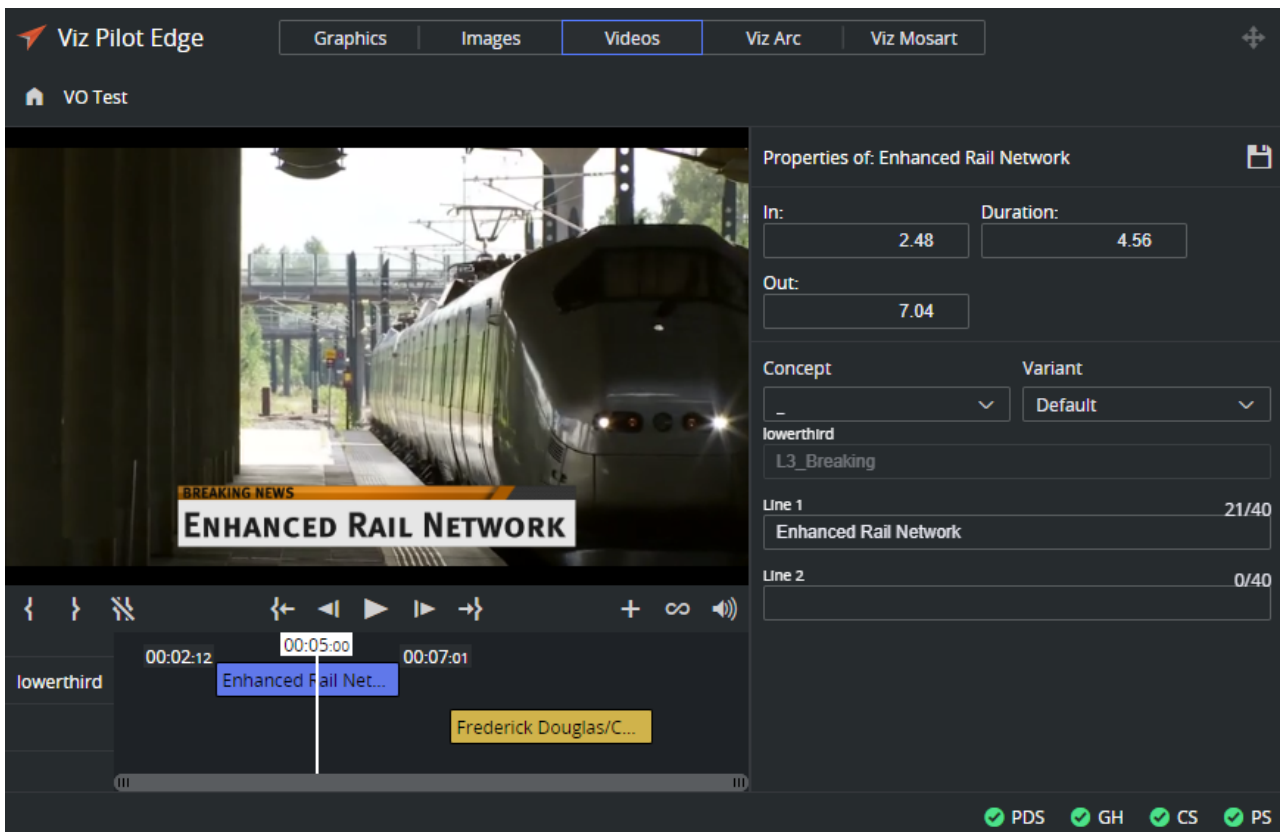 Viz Pilot Edge
Graphics
Images
Videos
Viz Arc
Viz Mosart
VO Test
BREAKING NEWS
ENHANCED RAIL NETWORK
Properties of: Enhanced Rail Network
In:
Duration:
2.48
4.56
Out:
7.04
Concept
Variant
_
Default
lowerthird
L3_Breaking
Line 1
21/40
Enhanced Rail Network
Line 2
0/40
00:02:12
00:05:00
00:07:01
lowerthird
Enhanced Rail Net...
Frederick Douglas/C...
PDS
GH
CS
PS